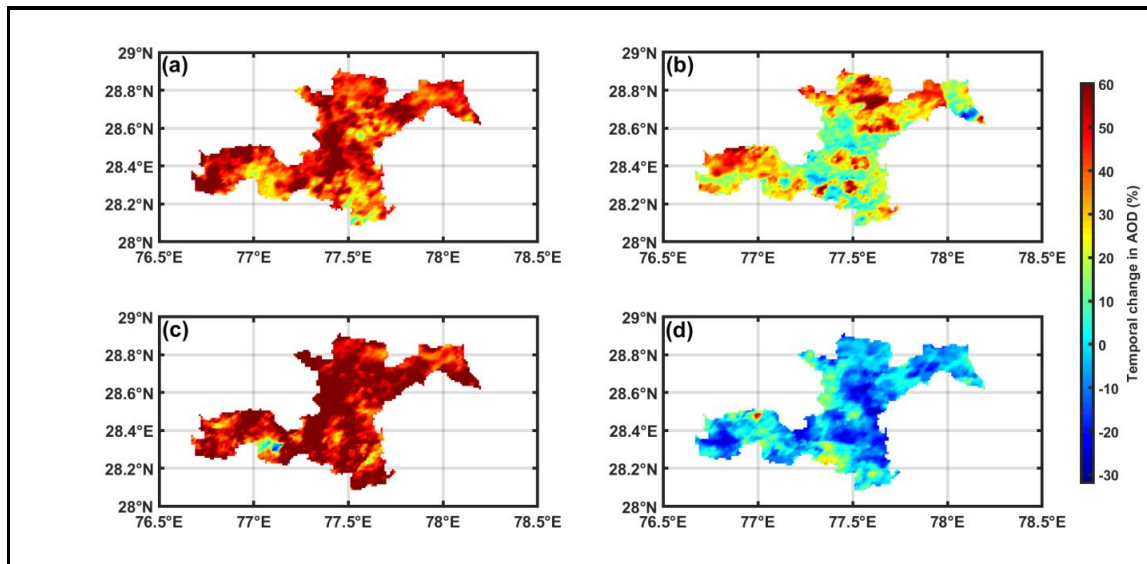 29°N 29°N
(a) (b)
60
28.8°N 28.8°N
50
28.6°N 28.6°N
28.4°E 28.4°E
40
28.2°N 28.2°N
30
28°N 28°N
76.5°E 77°E 77.5°E 78°E 78.5°E 76.5°E 77°E 77.5°E 78°E 78.5°E
20
10
Temporal change in AOD (%)
29°N 29°N
(c) (d)
0
28.8°N 28.8°N
-10
28.6°N 28.6°N
28.4°E 28.4°E
-20
28.2°N 28.2°N
-30
28°N 28°N
76.5°E 77°E 77.5°E 78°E 78.5°E 76.5°E 77°E 77.5°E 78°E 78.5°E